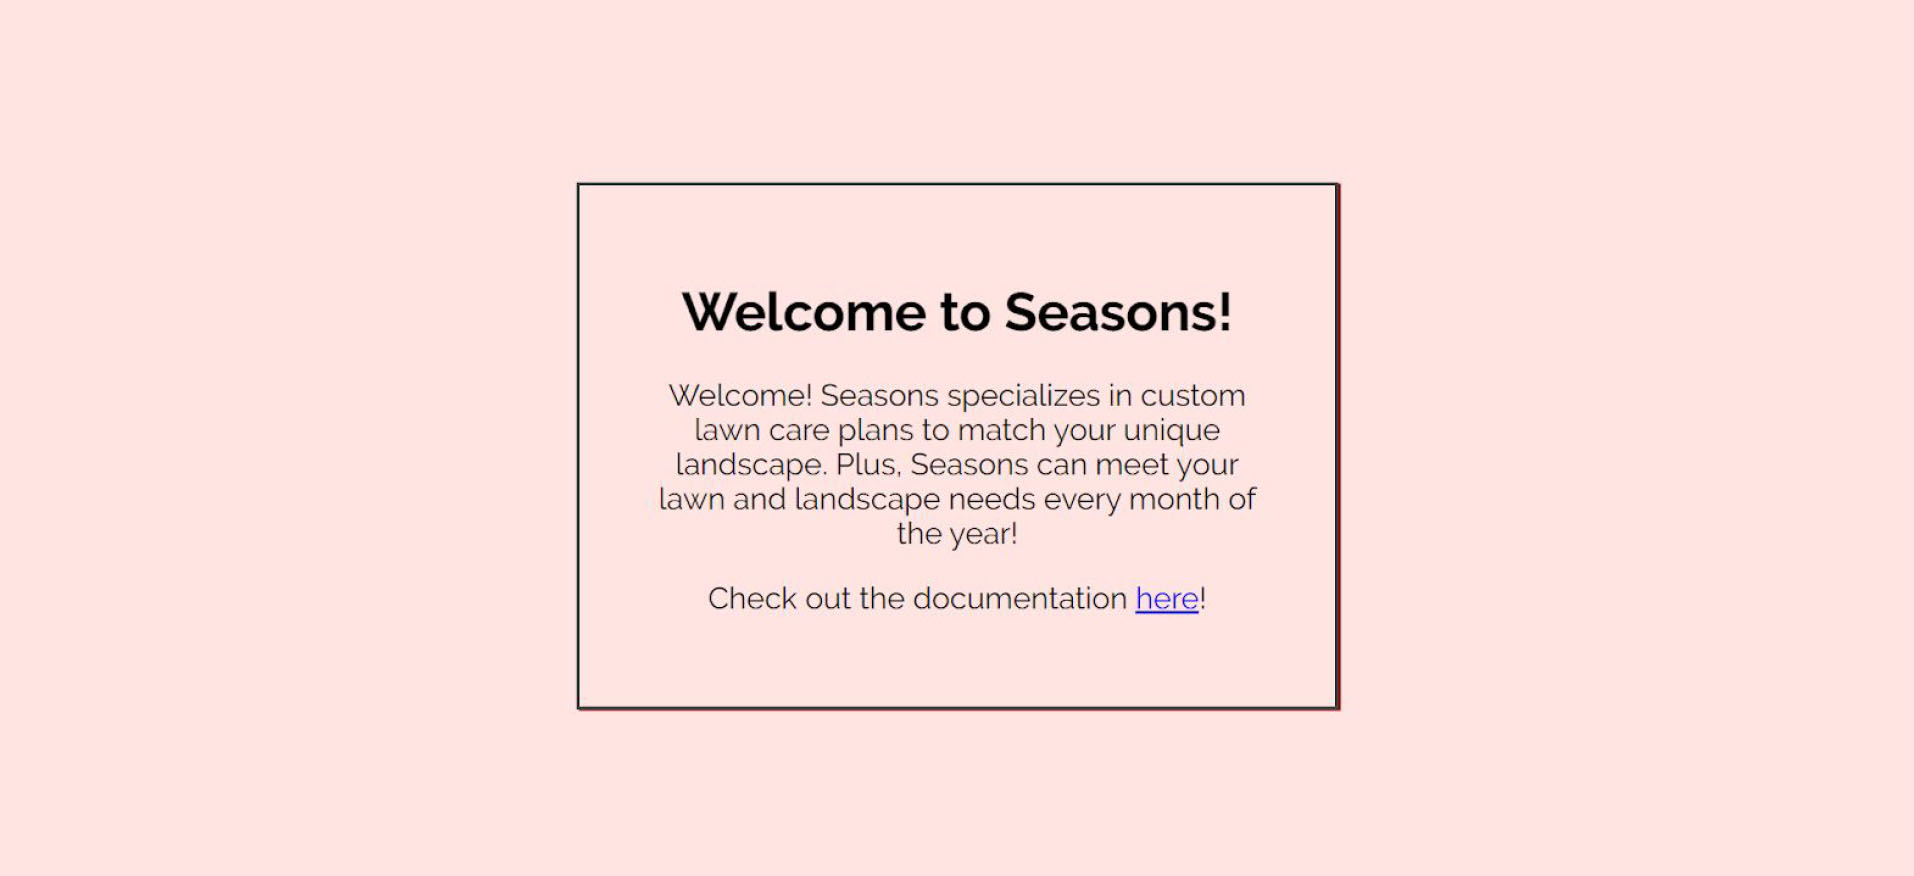 Welcome to Seasons!
Welcome! Seasons specializes in custom
lawn care plans to match your unique
landscape. Plus, Seasons can meet your
lawn and landscape needs every month of
the year!
Check out the documentation here!